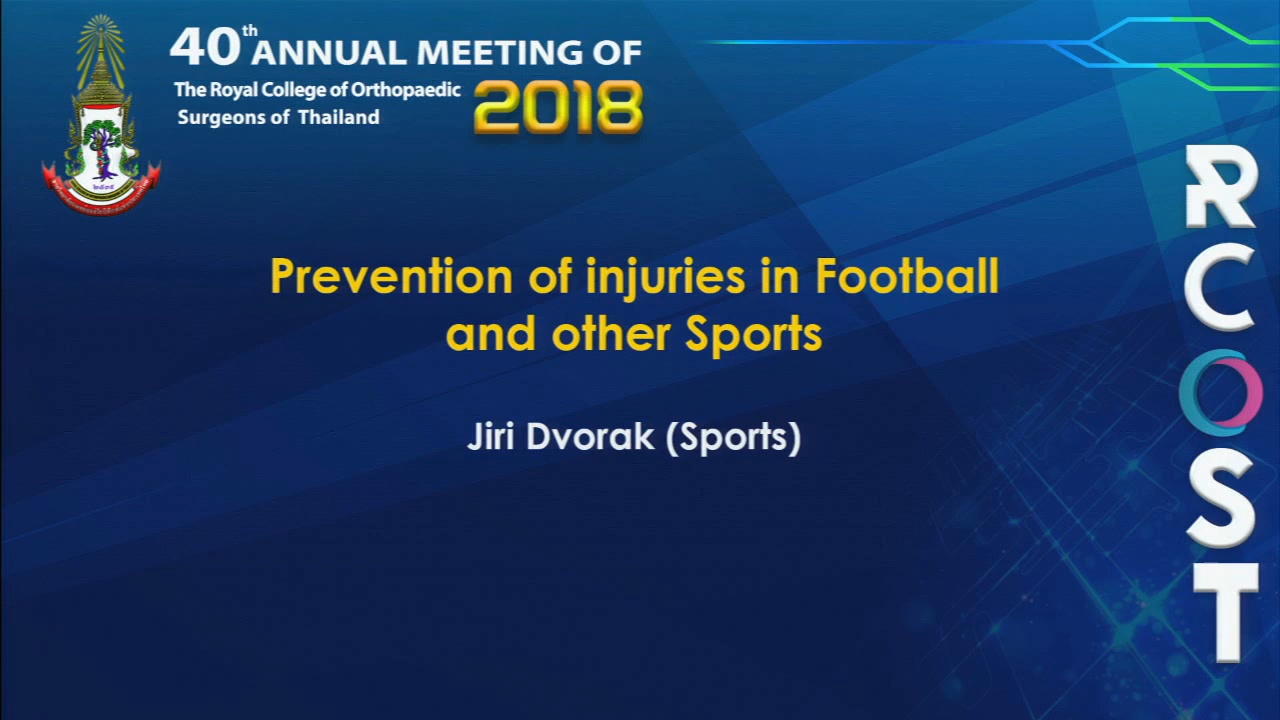 40th ANNUAL MEETING OF
The Royal College of Orthopaedic
Surgeons of Thailand 2018
Prevention of injuries in Football
and other Sports
Jiri Dvorak (Sports)
RCOST